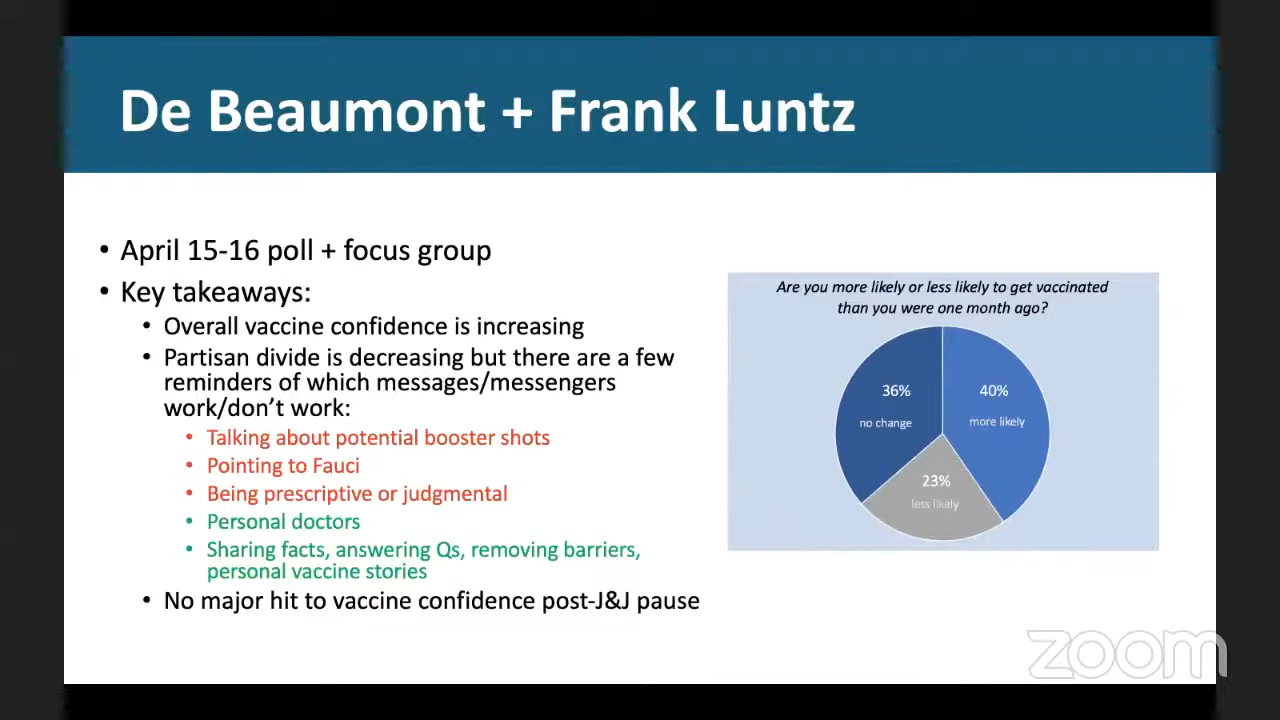 De Beaumont + Frank Luntz
• April 15-16 poll + focus group
• Key takeaways:
• Overall vaccine confidence is increasing
• Partisan divide is decreasing but there are a few
reminders of which messages/messengers
work/don't work:
• Talking about potential booster shots
• Pointing to Fauci
• Being prescriptive or judgmental
• Personal doctors
• Sharing facts, answering Qs, removing barriers,
personal vaccine stories
• No major hit to vaccine confidence post-J&J pause
Are you more likely or less likely to get vaccinated
than you were one month ago?
36%
no change
40%
more likely
23%
less likely
zoom